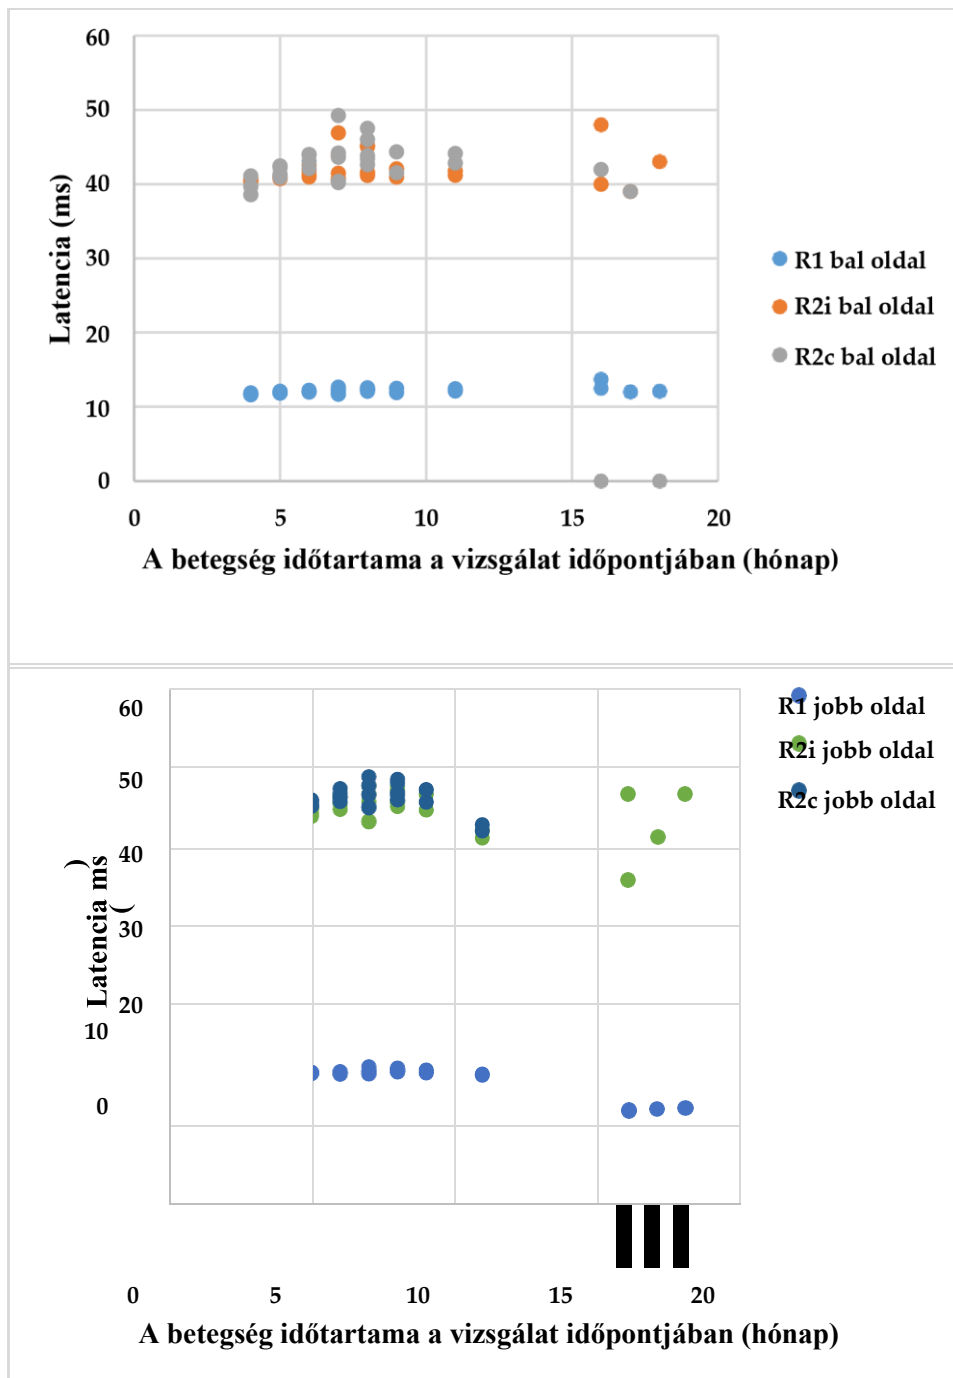 60
50
40
30
20
10
0
Latencia (ms)
R1 bal oldal
R2i bal oldal
R2c bal oldal
0 5 10 15 20
A betegség időtartama a vizsgálat időpontjában (hónap)
60
50
40
30
20
10
0
Latencia ms
( )
R1 jobb oldal
R2i jobb oldal
R2c jobb oldal
0 5 10 15 20
A betegség időtartama a vizsgálat időpontjában (hónap)